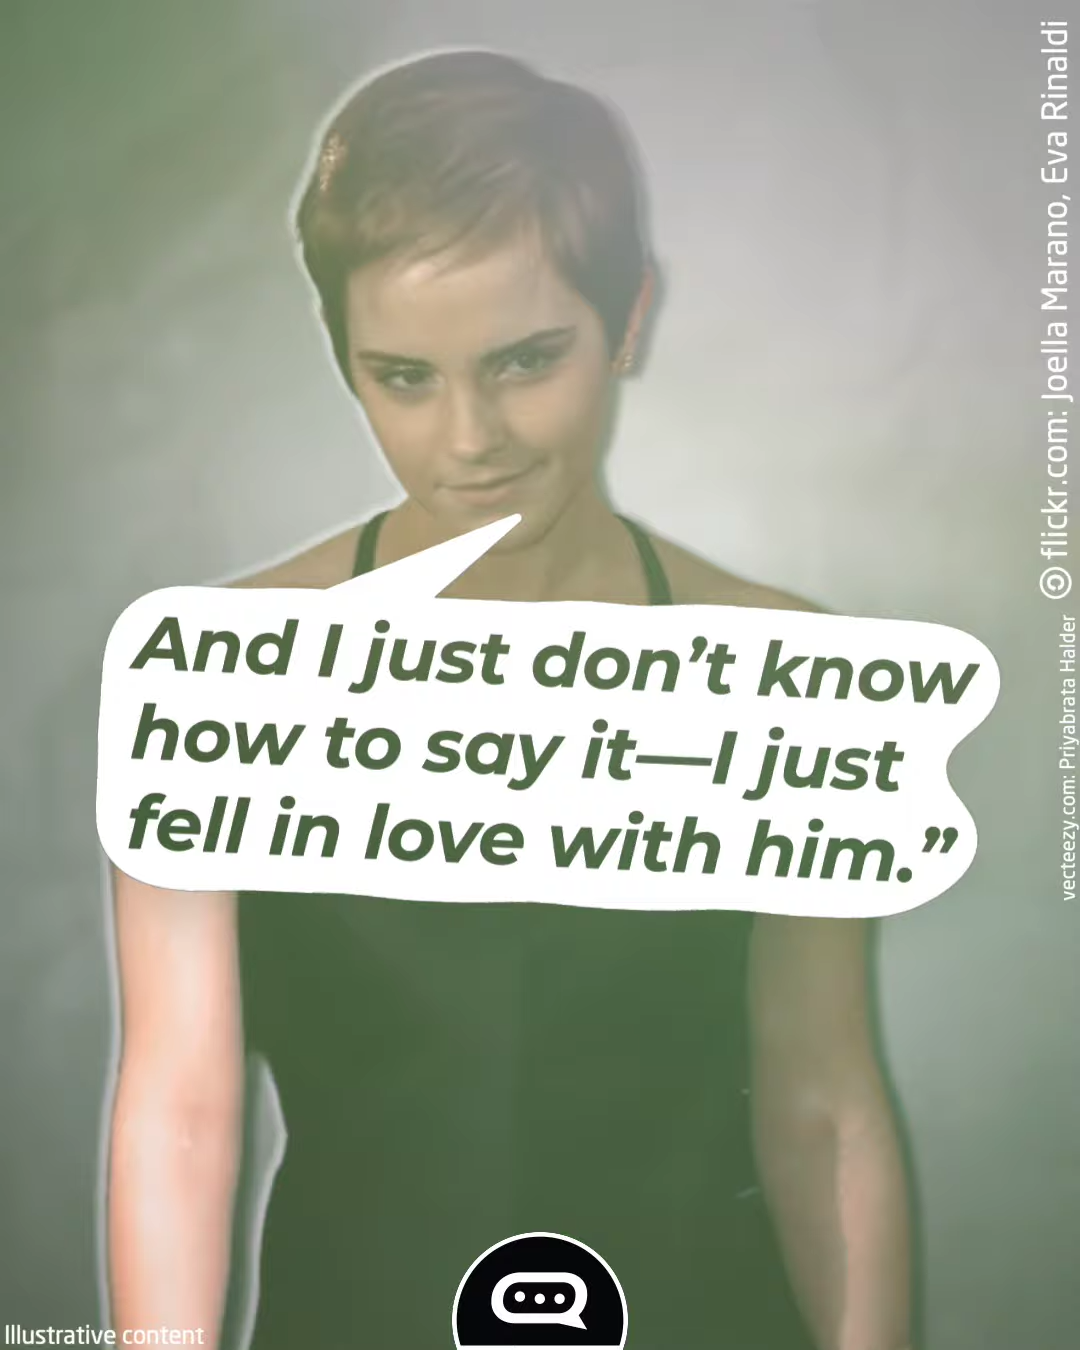 And I just don’t know
how to say it—I just
fell in love with him.”
flickr.com: Joella Marano, Eva Rinaldi
vecteezy.com: Priyabrata Halder
Illustrative content